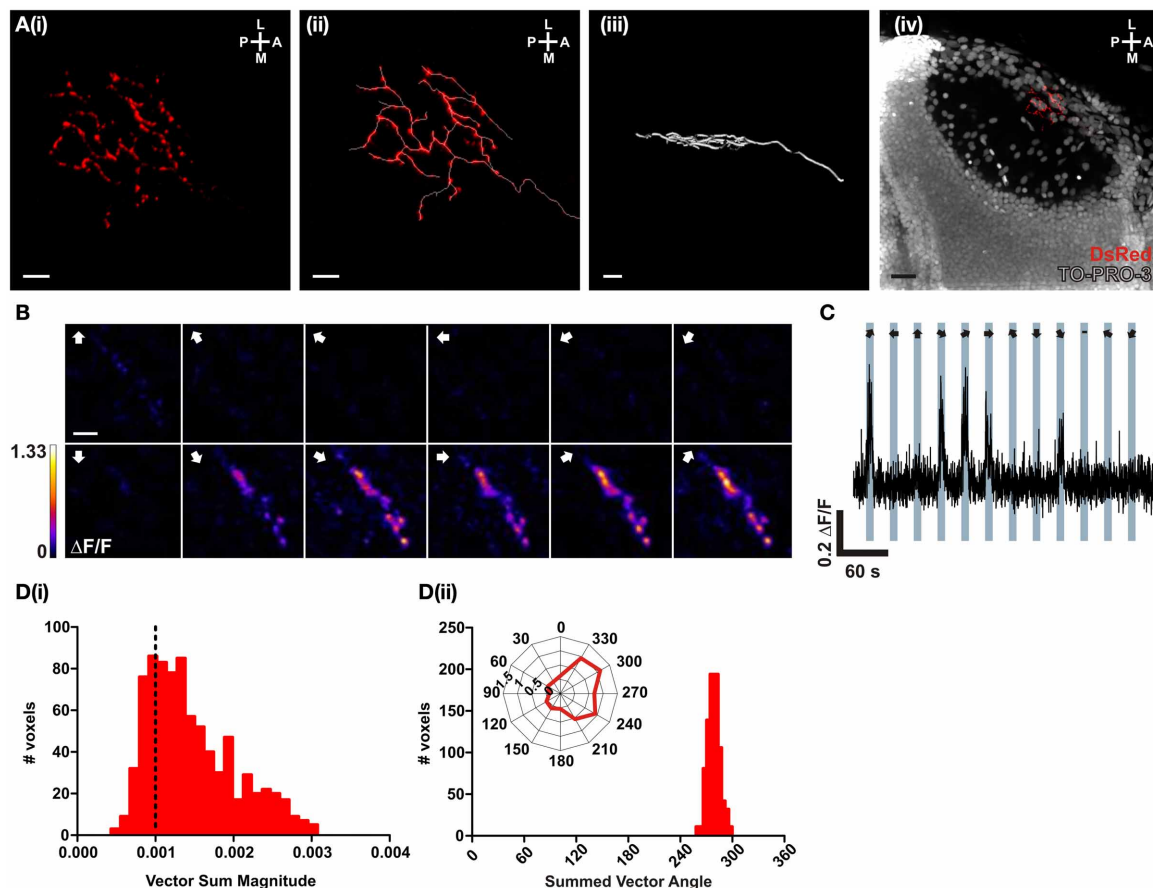 A(i)
L
P A
M
(ii)
L
P A
M
(iii)
(iv)
L
P A
M
DsRed
TO-PRO-3
B
1.33
0
ΔF/F
C
0.2 ΔF/F
60 s
D(i)
# voxels
100
80
60
40
20
0
0.000 0.001 0.002 0.003 0.004
Vector Sum Magnitude
D(ii)
# voxels
250
200
150
100
50
0
0
30 330
60 300
90 270
120 240
150 210
180
1.5 1 0.5 0
0 60 120 180 240 300 360
Summed Vector Angle